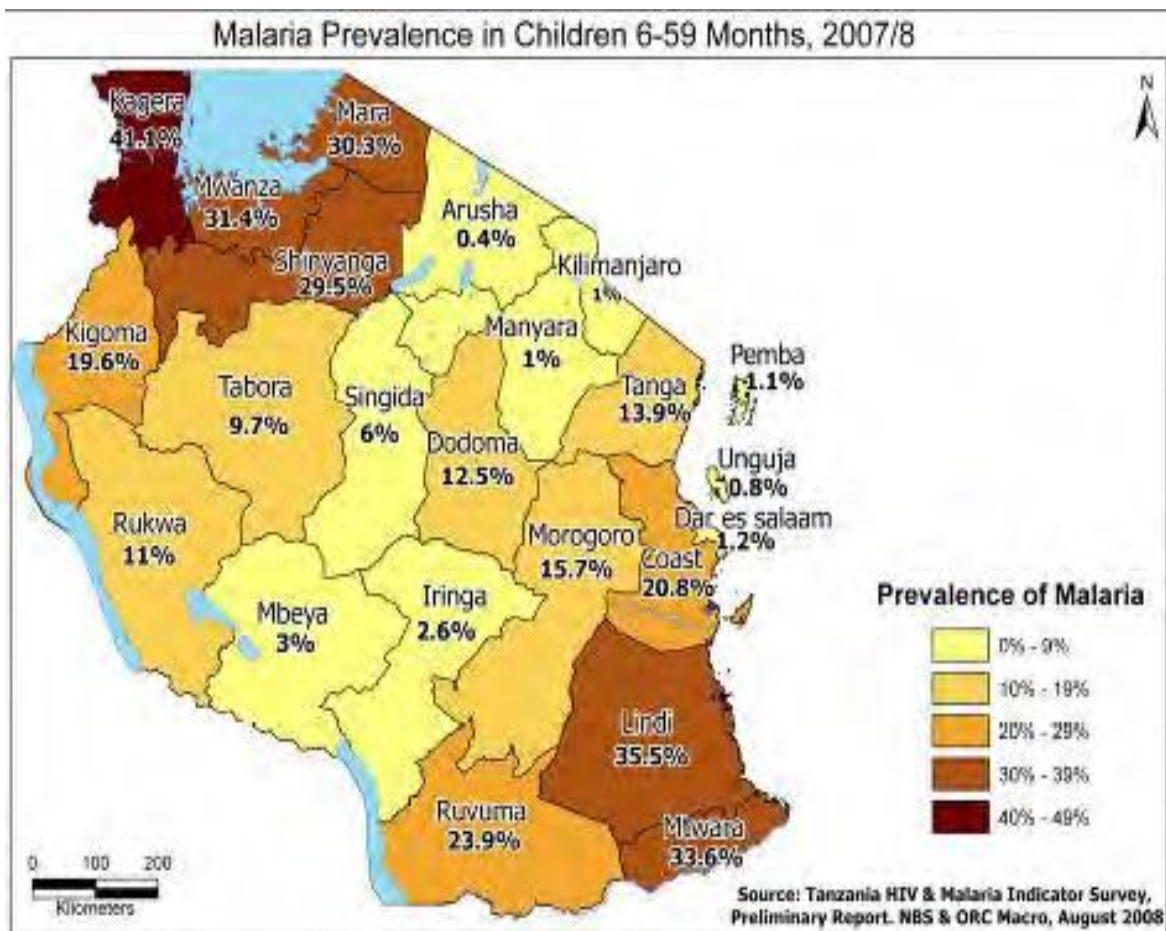 Malaria Prevalence in Children 6-59 Months, 2007/8
N
Kagera
41.1%
Mara
30.3%
Mwanza
31.4%
Arusha
0.4%
Shinyanga
29.5%
Kilimanjaro
1%
Kigoma
19.6%
Manyara
1%
Pemba
1.1%
Tabora
9.7%
Singida
6%
Tanga
13.9%
Dodoma
12.5%
Unguja
0.8%
Rukwa
11%
Morogoro
15.7%
Dar es salaam
1.2%
Coast
20.8%
Mbeya
3%
Iringa
2.6%
Lindi
35.5%
Ruvuma
23.9%
Mtwara
33.6%
Prevalence of Malaria
0% - 9%
10% - 19%
20% - 29%
30% - 39%
40% - 49%
0 100 200
Kilometers
Source: Tanzania HIV & Malaria Indicator Survey,
Preliminary Report. NBS & ORC Macro, August 2008